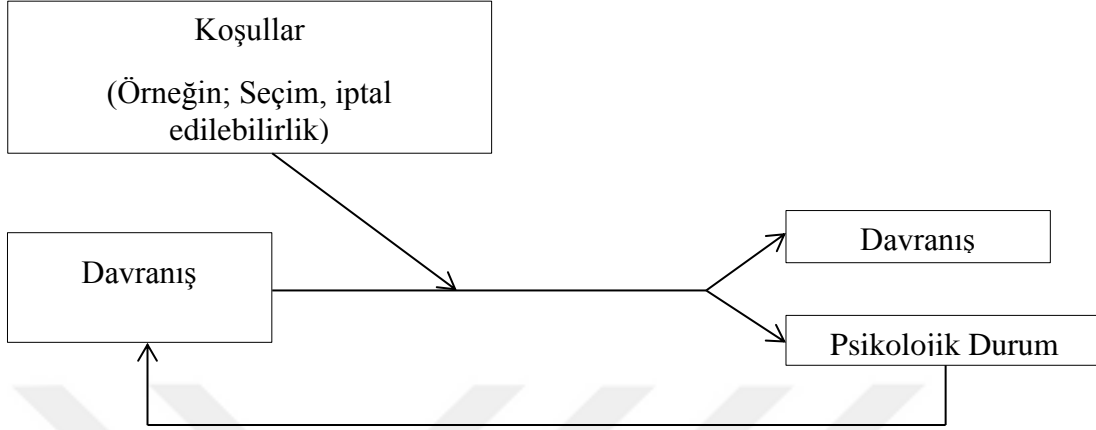 Koşullar
(Örneğin; Seçim, iptal
edilebilirlik)
Davranış
Davranış
Psikolojik Durum